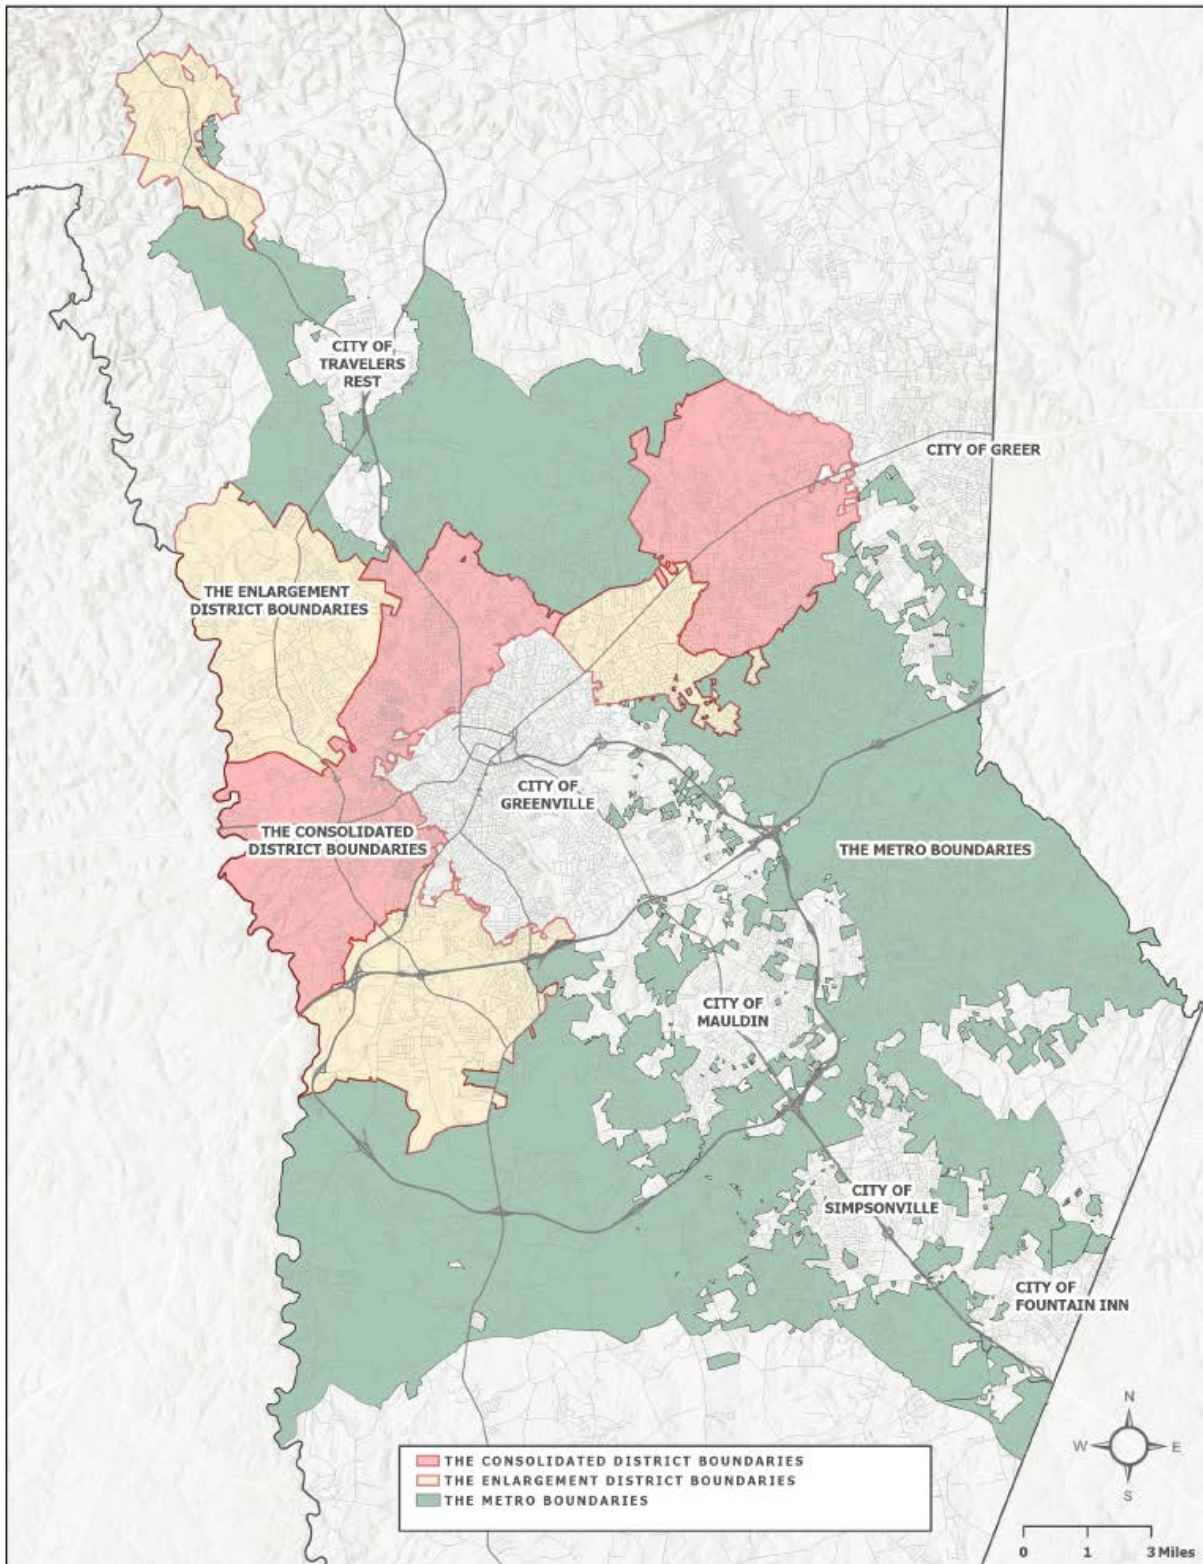 CITY OF
TRAVELERS
REST
CITY OF GREER
THE ENLARGEMENT
DISTRICT BOUNDARIES
CITY OF
GREENVILLE
THE CONSOLIDATED
DISTRICT BOUNDARIES
THE METRO BOUNDARIES
CITY OF
MAULDIN
CITY OF
SIMPSONVILLE
CITY OF
FOUNTAIN INN
THE CONSOLIDATED DISTRICT BOUNDARIES
THE ENLARGEMENT DISTRICT BOUNDARIES
THE METRO BOUNDARIES
N
W E
S
0 1 3 Miles